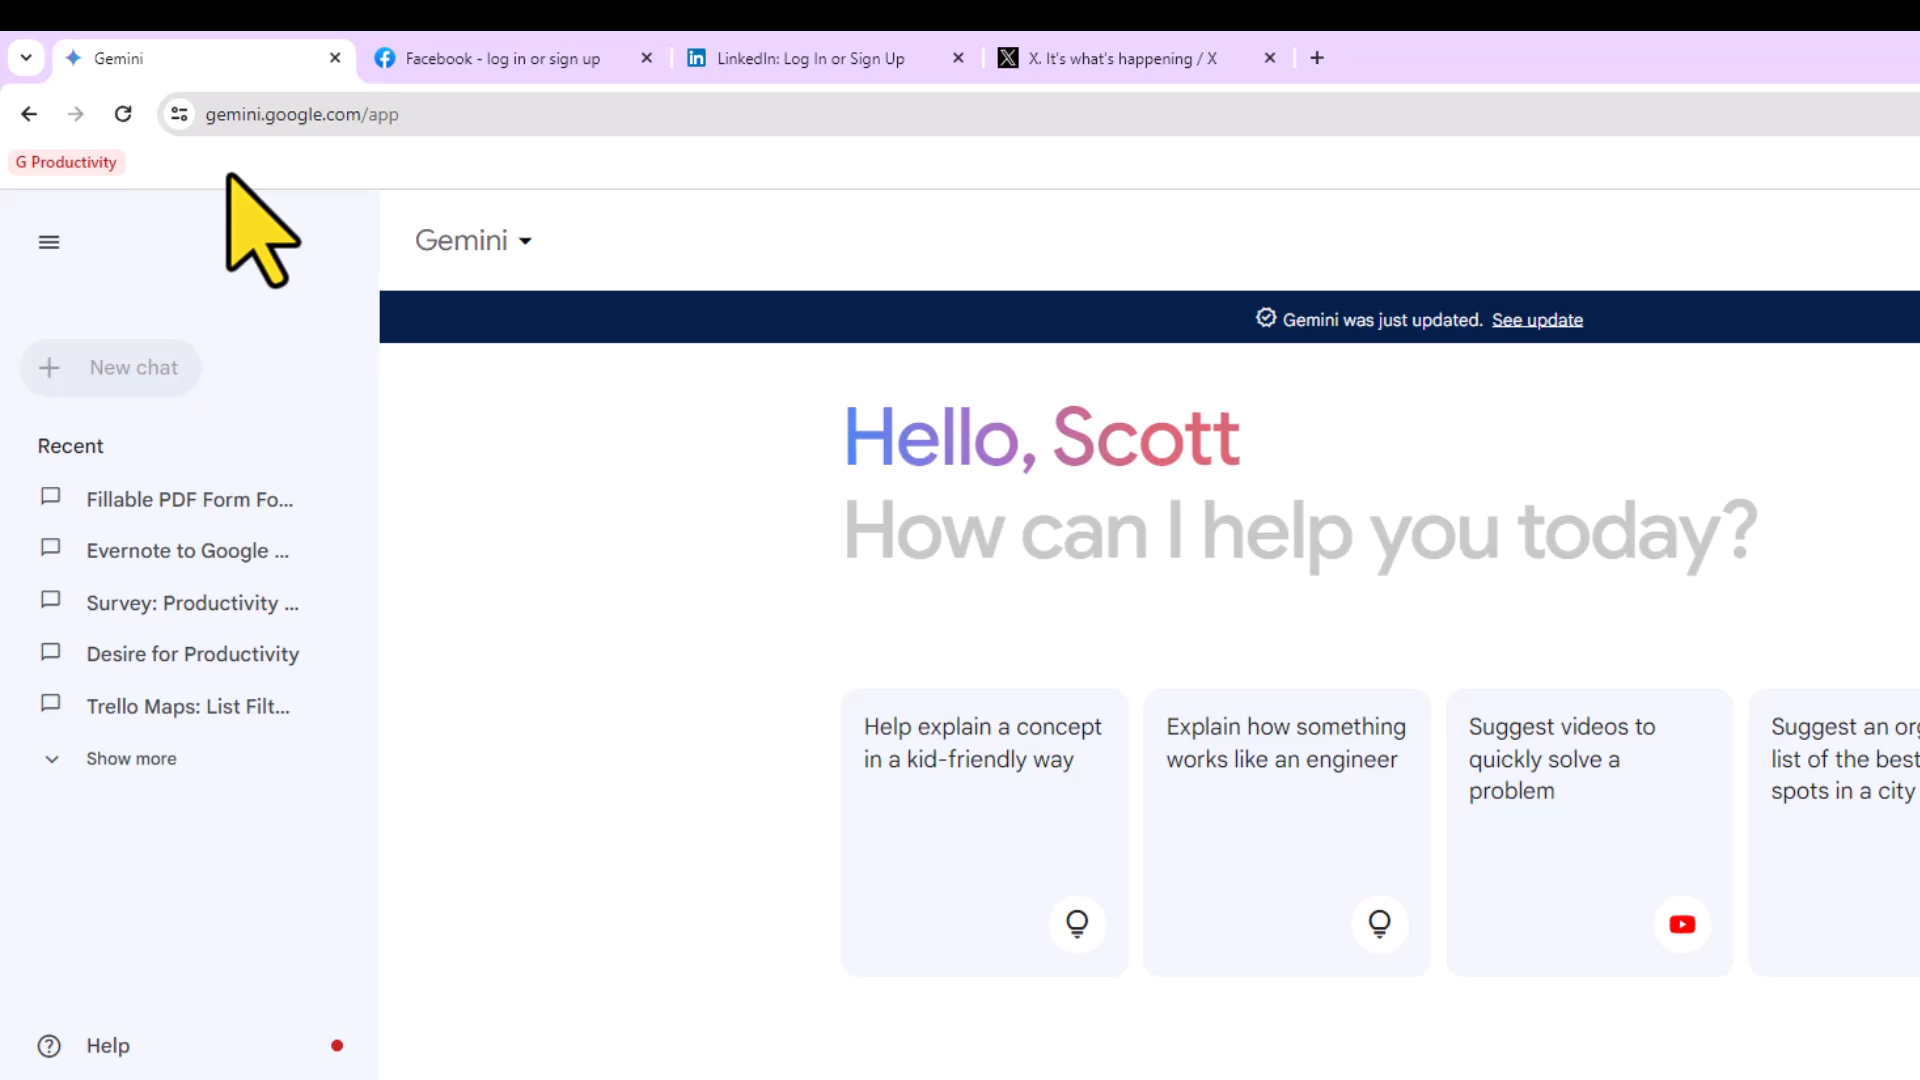 Gemini
Facebook - log in or sign up
LinkedIn: Log In or Sign Up
X. It's what's happening / X
gemini.google.com/app
G Productivity
Gemini
Gemini was just updated. See update
New chat
Recent
Fillable PDF Form Fo...
Evernote to Google ...
Survey: Productivity ...
Desire for Productivity
Trello Maps: List Filt...
Show more
Help
Hello, Scott
How can I help you today?
Help explain a concept
in a kid-friendly way
Explain how something
works like an engineer
Suggest videos to
quickly solve a
problem
Suggest an
list of the best
spots in a city